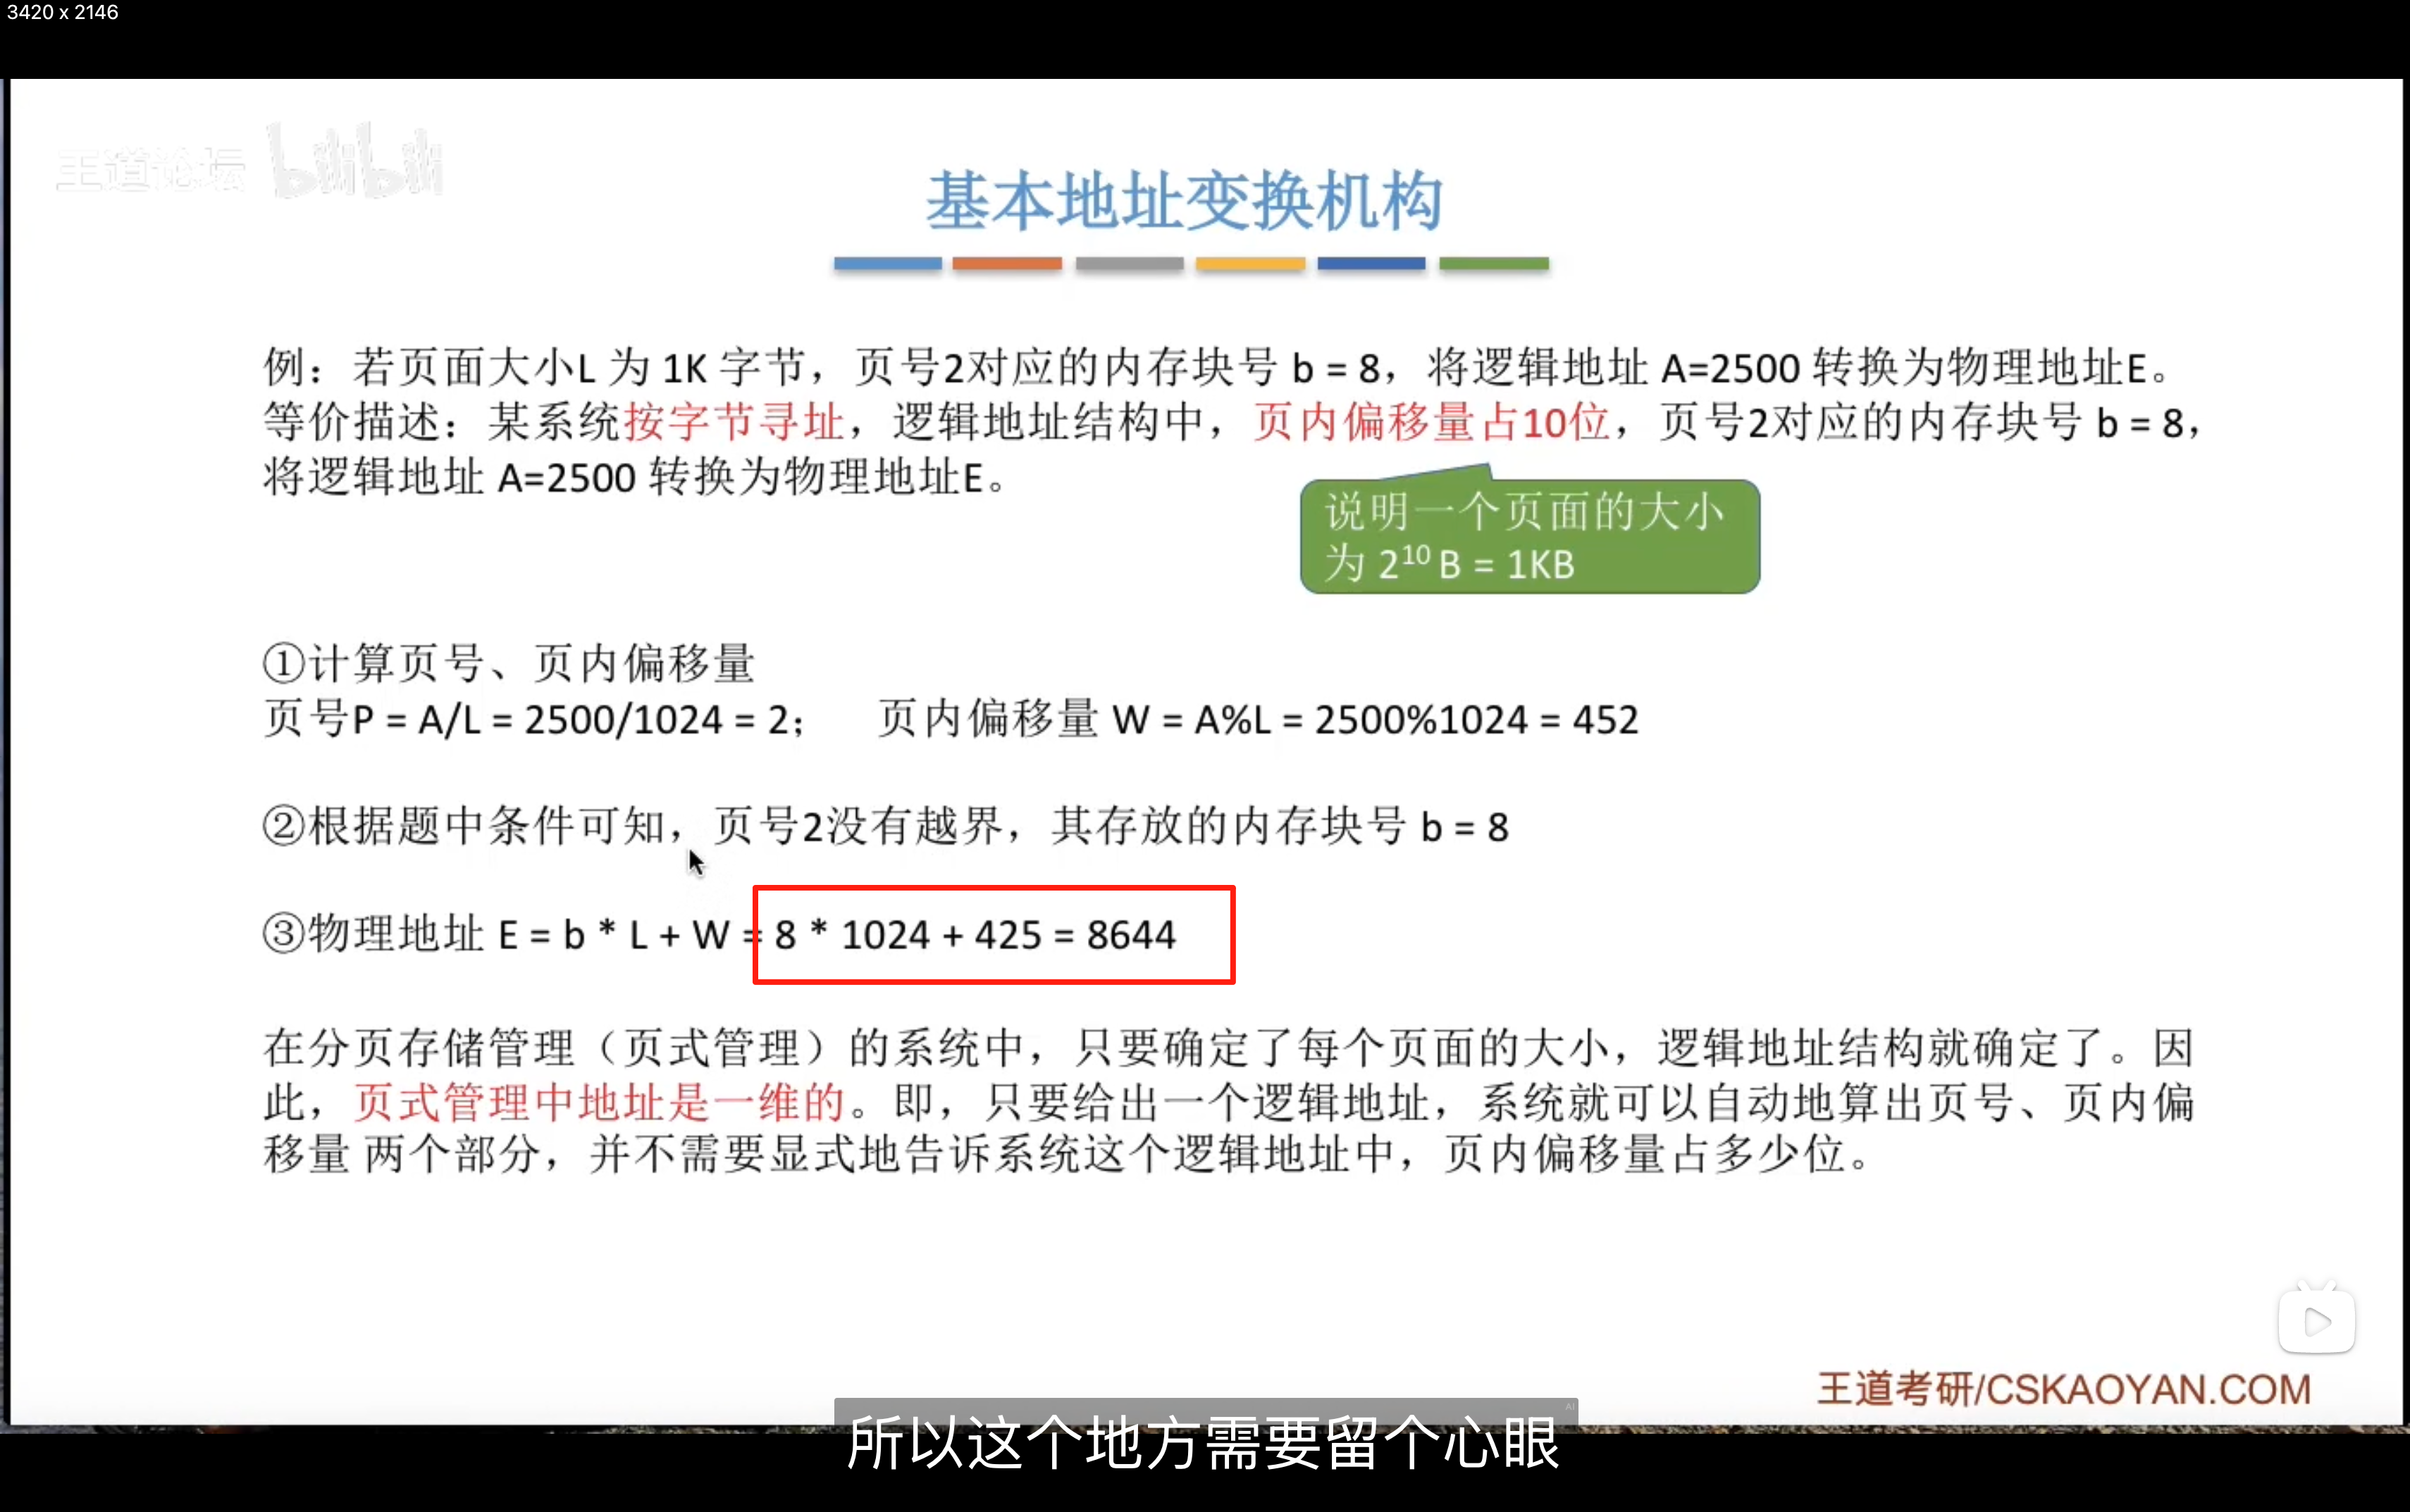 3420 x 2146
王道论坛 bilibili
基本地址变换机构
例：若页面大小L 为 1K 字节，页号2对应的内存块号 b = 8，将逻辑地址 A=2500 转换为物理地址E。
等价描述：某系统按字节寻址，逻辑地址结构中，页内偏移量占10位，页号2对应的内存块号 b = 8，
将逻辑地址 A=2500 转换为物理地址E。
说明一个页面的大小
为 2¹⁰ B = 1KB
①计算页号、页内偏移量
页号P = A/L = 2500/1024 = 2； 页内偏移量 W = A%L = 2500%1024 = 452
②根据题中条件可知，页号2没有越界，其存放的内存块号 b = 8
③物理地址 E = b * L + W = 8 * 1024 + 425 = 8644
在分页存储管理（页式管理）的系统中，只要确定了每个页面的大小，逻辑地址结构就确定了。因
此，页式管理中地址是一维的。即，只要给出一个逻辑地址，系统就可以自动地算出页号、页内偏
移量 两个部分，并不需要显式地告诉系统这个逻辑地址中，页内偏移量占多少位。
王道考研/CSKAOYAN.COM
AI
所以这个地方需要留个心眼